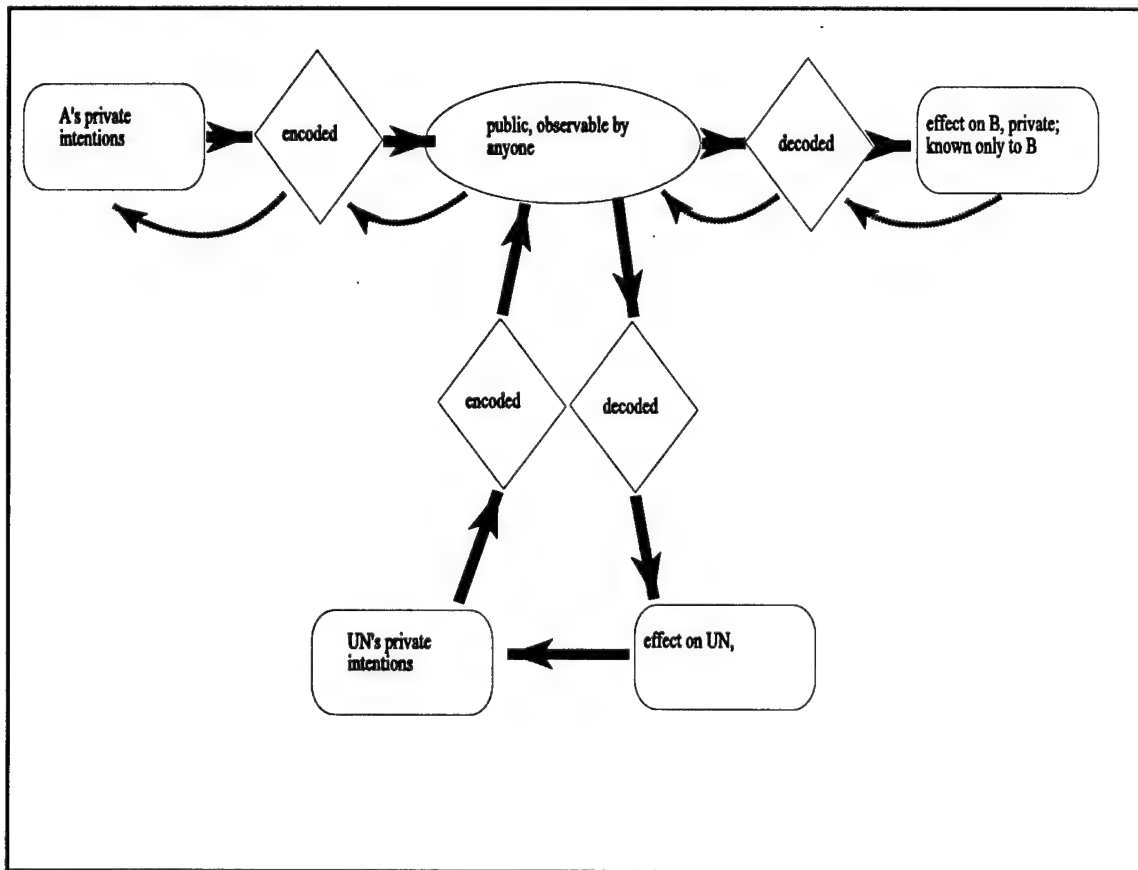 A's private
intentions
encoded
public, observable by
anyone
decoded
effect on B, private;
known only to B
encoded
decoded
UN's private
intentions
effect on UN,